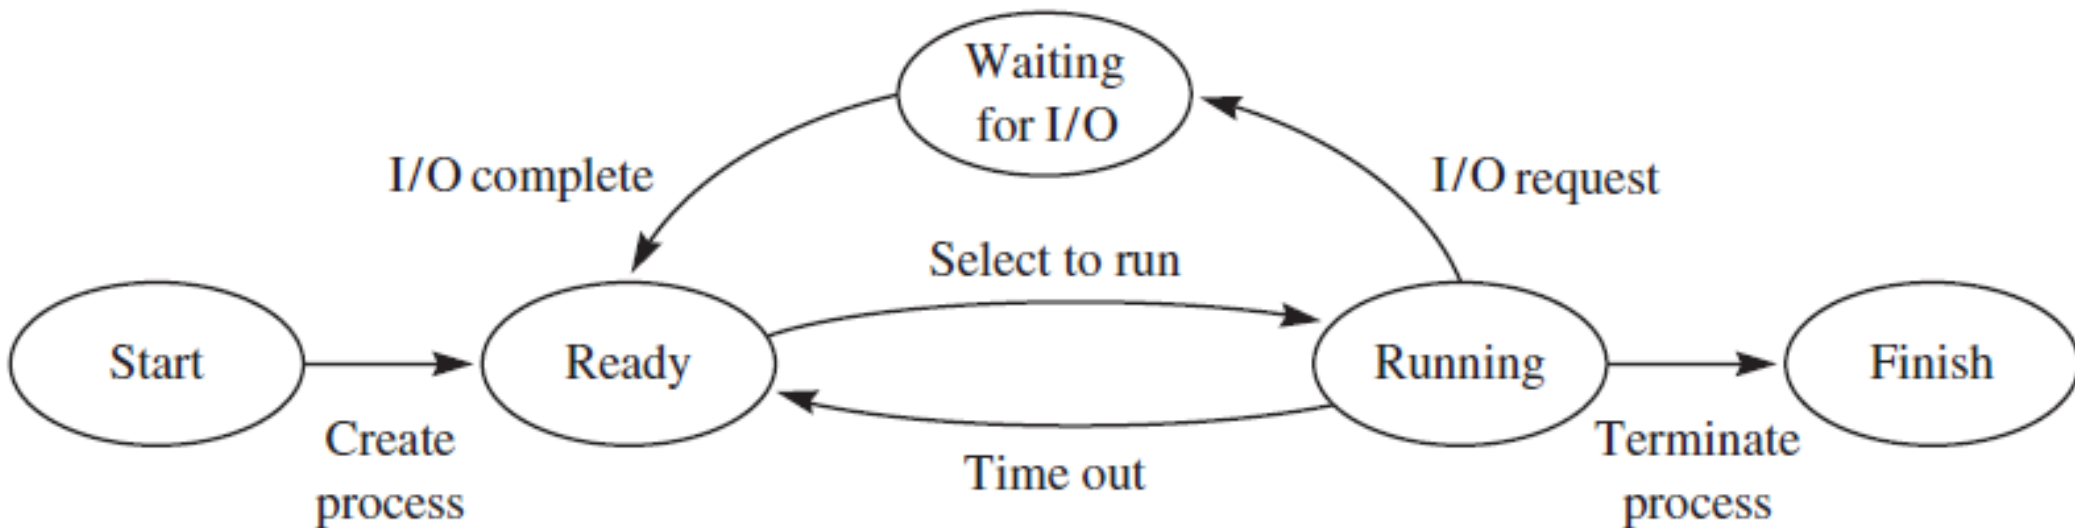 Waiting
for I/O
I/O complete
I/O request
Select to run
Start
Ready
Running
Finish
Create
process
Time out
Terminate
process